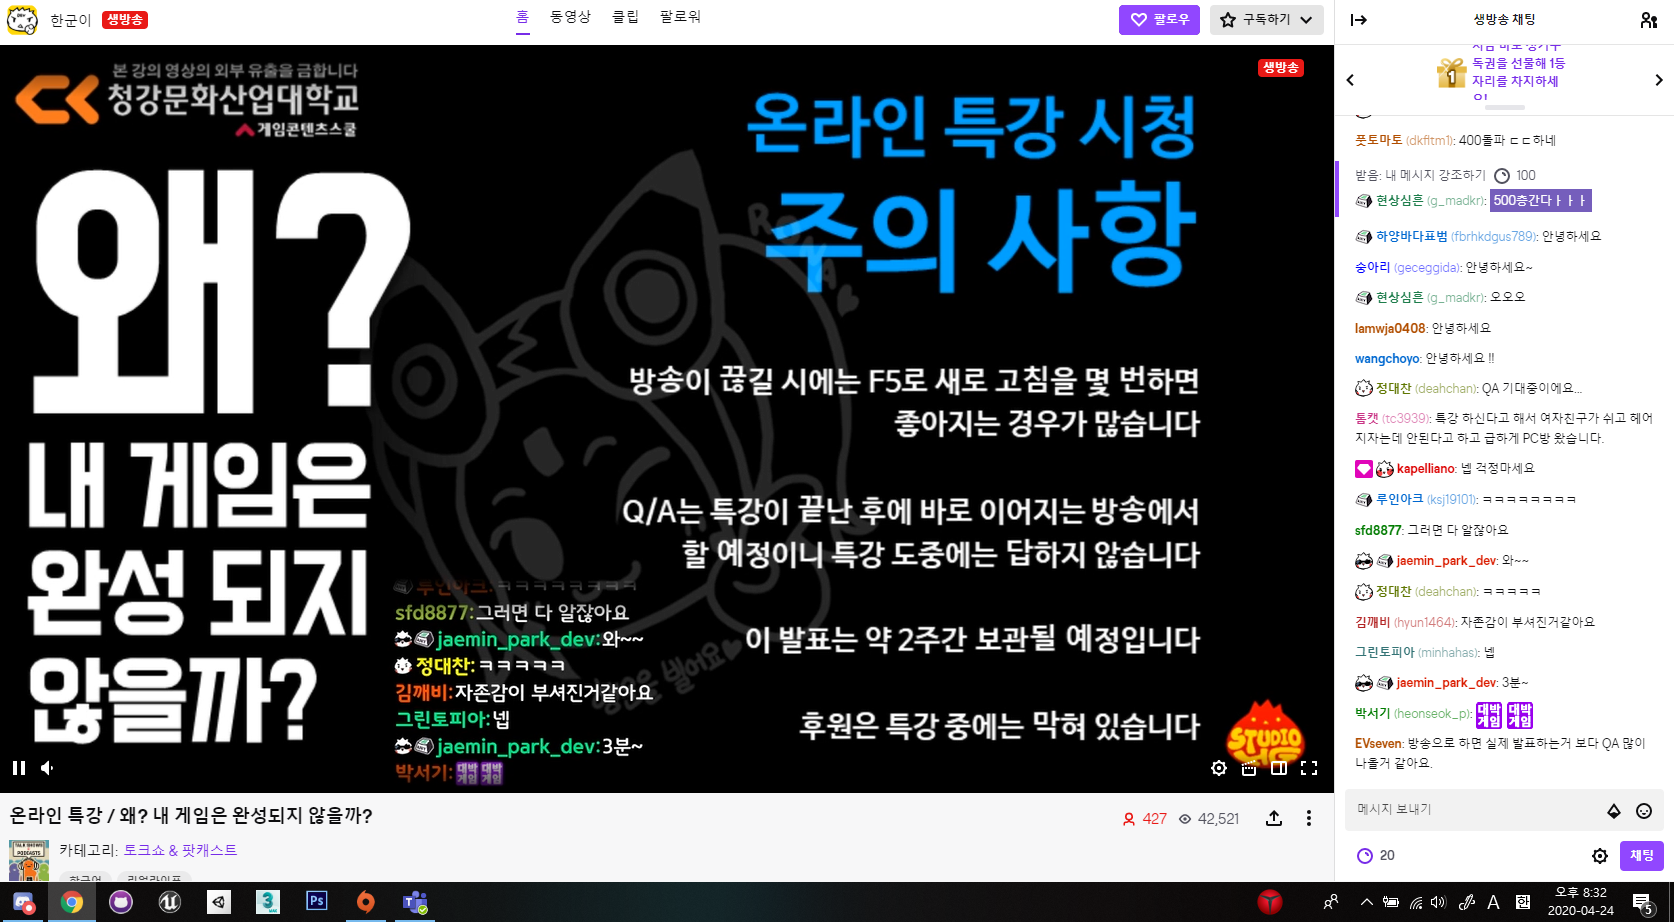 한군이 생방송
홈 동영상 클립 팔로워
팔로우 구독하기
생방송 채팅
본 강의 영상의 외부 유출을 금합니다
청강문화산업대학교
게임콘텐츠스쿨
왜?
내 게임은
완성 되지
않을까?
생방송
온라인 특강 시청
주의 사항
방송이 끊길 시에는 F5로 새로 고침을 몇 번하면
좋아지는 경우가 많습니다
Q/A는 특강이 끝난 후에 바로 이어지는 방송에서
할 예정이니 특강 도중에는 답하지 않습니다
이 발표는 약 2주간 보관될 예정입니다
후원은 특강 중에는 막혀 있습니다
루인아크: ㅋㅋㅋㅋㅋㅋㅋㅋ
sfd8877: 그러면 다 알잖아요
jaemin_park_dev: 와~~
정대찬: ㅋㅋㅋㅋㅋ
김깨비: 자존감이 부셔진거같아요
그린토피아: 넵
jaemin_park_dev: 3분~
박서기: 대박게임 대박게임
STUDIO
온라인 특강 / 왜? 내 게임은 완성되지 않을까?
427 42,521
TALK SHOWS
PODCASTS
카테고리: 토크쇼 & 팟캐스트
한국어
1
독권을 선물해 1등
자리를 차지하세
요!
풋토마토 (dkfltm1): 400돌파 ㄷㄷ하네
받음: 내 메시지 강조하기 100
현상심흔 (g_madkr): 500층간다ㅏㅏㅏ
하양바다표범 (fbrhkdgus789): 안녕하세요
숭아리 (geceggida): 안녕하세요~
현상심흔 (g_madkr): 오오오
lamwja0408: 안녕하세요
wangchoyo: 안녕하세요 !!
정대찬 (deahchan): QA 기대중이에요...
톰캣 (tc3939): 특강 하신다고 해서 여자친구가 쉬고 헤어
지자는데 안된다고 하고 급하게 PC방 왔습니다.
kapelliano: 넵 걱정마세요
루인아크 (ksj19101): ㅋㅋㅋㅋㅋㅋㅋㅋ
sfd8877: 그러면 다 알잖아요
jaemin_park_dev: 와~~
정대찬 (deahchan): ㅋㅋㅋㅋㅋ
김깨비 (hyun1464): 자존감이 부셔진거같아요
그린토피아 (minhahas): 넵
jaemin_park_dev: 3분~
박서기 (heonseok_p): 대박게임 대박게임
EVseven: 방송으로 하면 실제 발표하는거 보다 QA 많이
나올거 같아요.
메시지 보내기
20
채팅
3
Ps
A
한
오후 8:32
2020-04-24
5